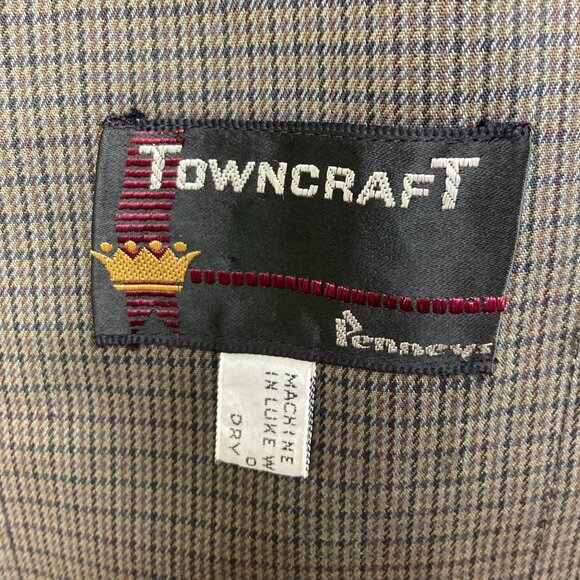 TOWNCRAFT
Penneys
MACHINE
IN LUKE W
DRY